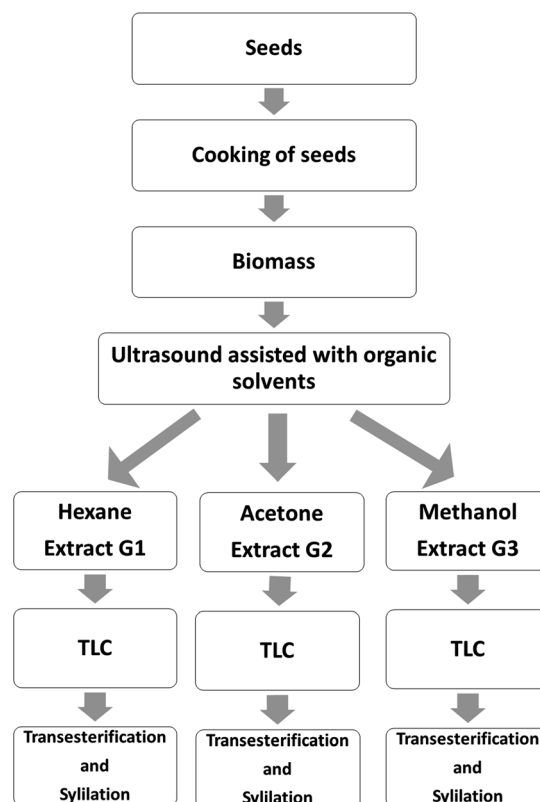 Seeds
Cooking of seeds
Biomass
Ultrasound assisted with organic
solvents
Hexane
Extract G1
Acetone
Extract G2
Methanol
Extract G3
TLC
TLC
TLC
Transesterification
and
Sylilation
Transesterification
and
Sylilation
Transesterification
and
Sylilation